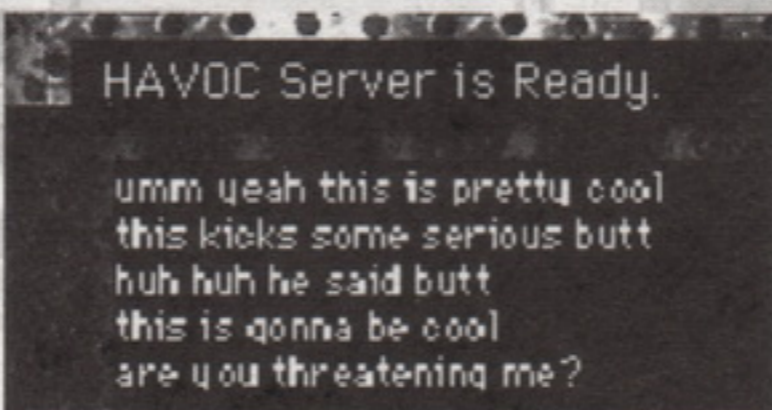 HAVOC Server is Ready.
umm yeah this is pretty cool
this kicks some serious butt
huh huh he said butt
this is gonna be cool
are you threatening me?